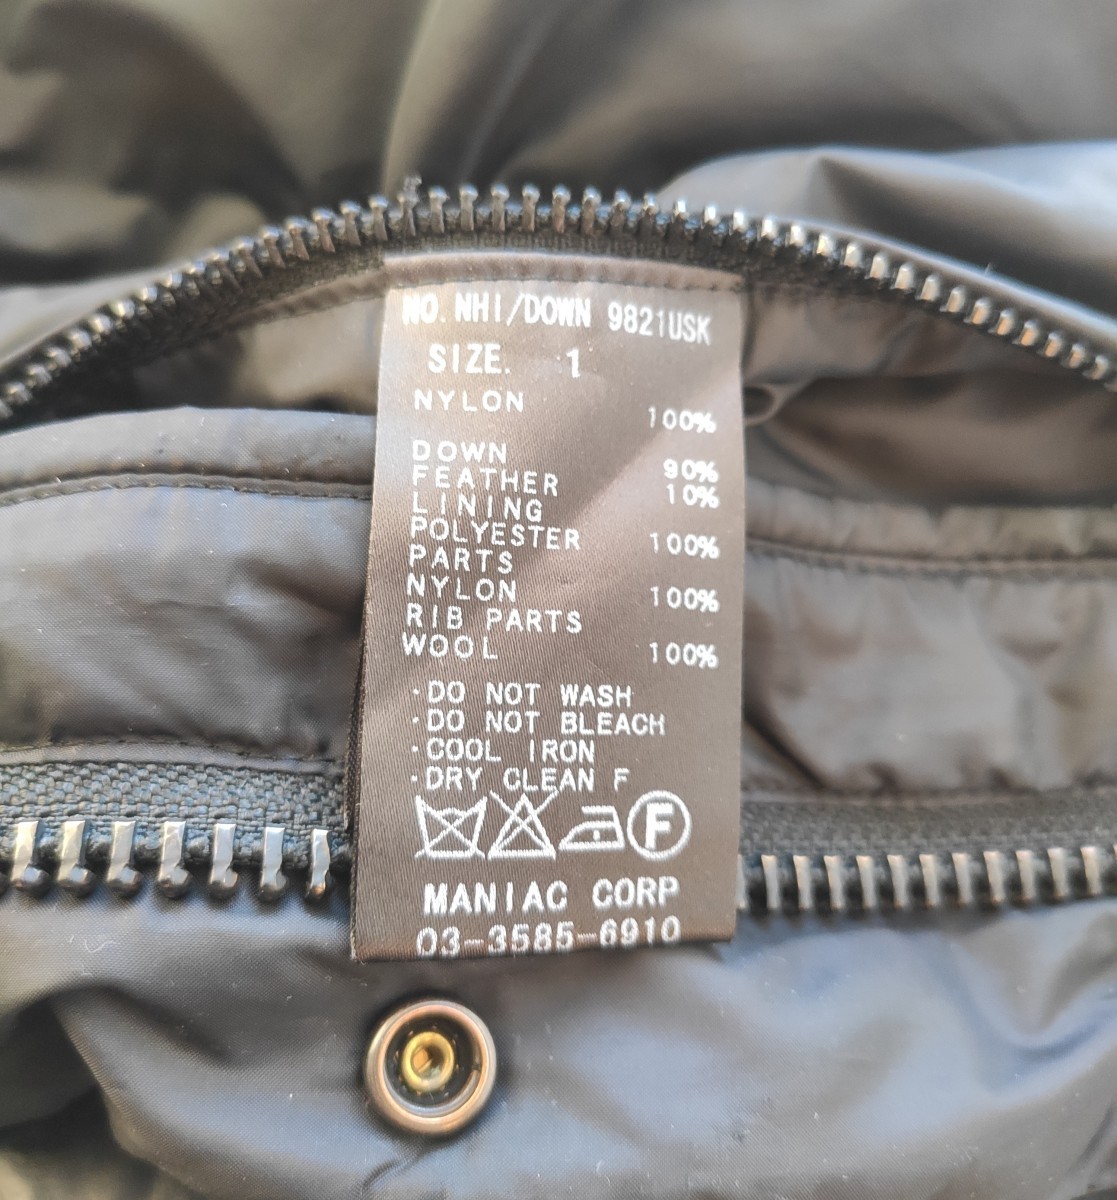 NO. NHI/DOWN 9821USK
SIZE. 1
NYLON 100%
DOWN 90%
FEATHER 10%
LINING
POLYESTER 100%
PARTS
NYLON 100%
RIB PARTS
WOOL 100%
·DO NOT WASH
·DO NOT BLEACH
·COOL IRON
·DRY CLEAN F
F
MANIAC CORP
03-3585-6910